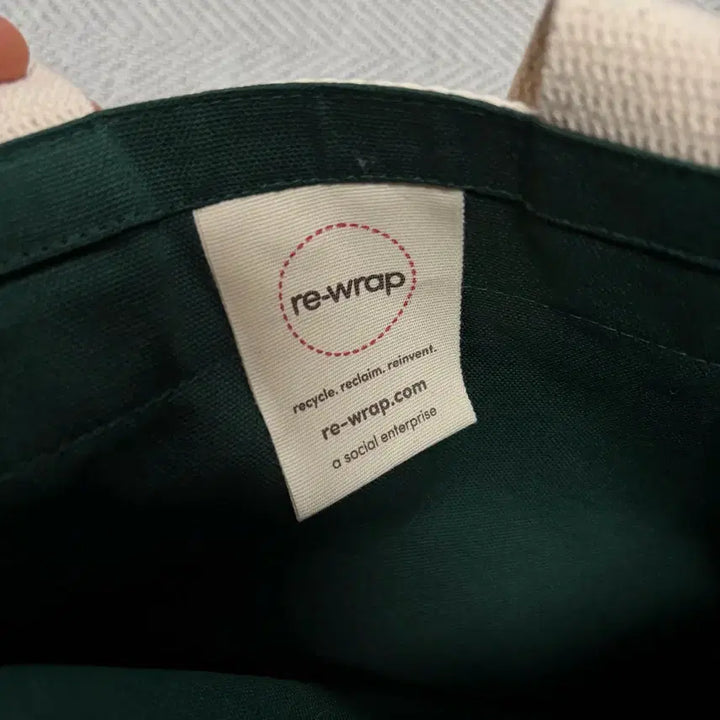 re-wrap
recycle. reclaim. reinvent.
re-wrap.com
a social enterprise